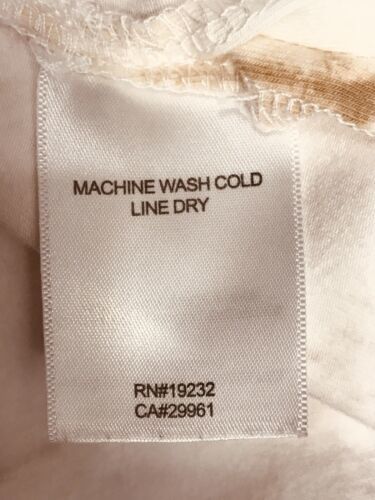 MACHINE WASH COLD
LINE DRY
RN#19232
CA#29961